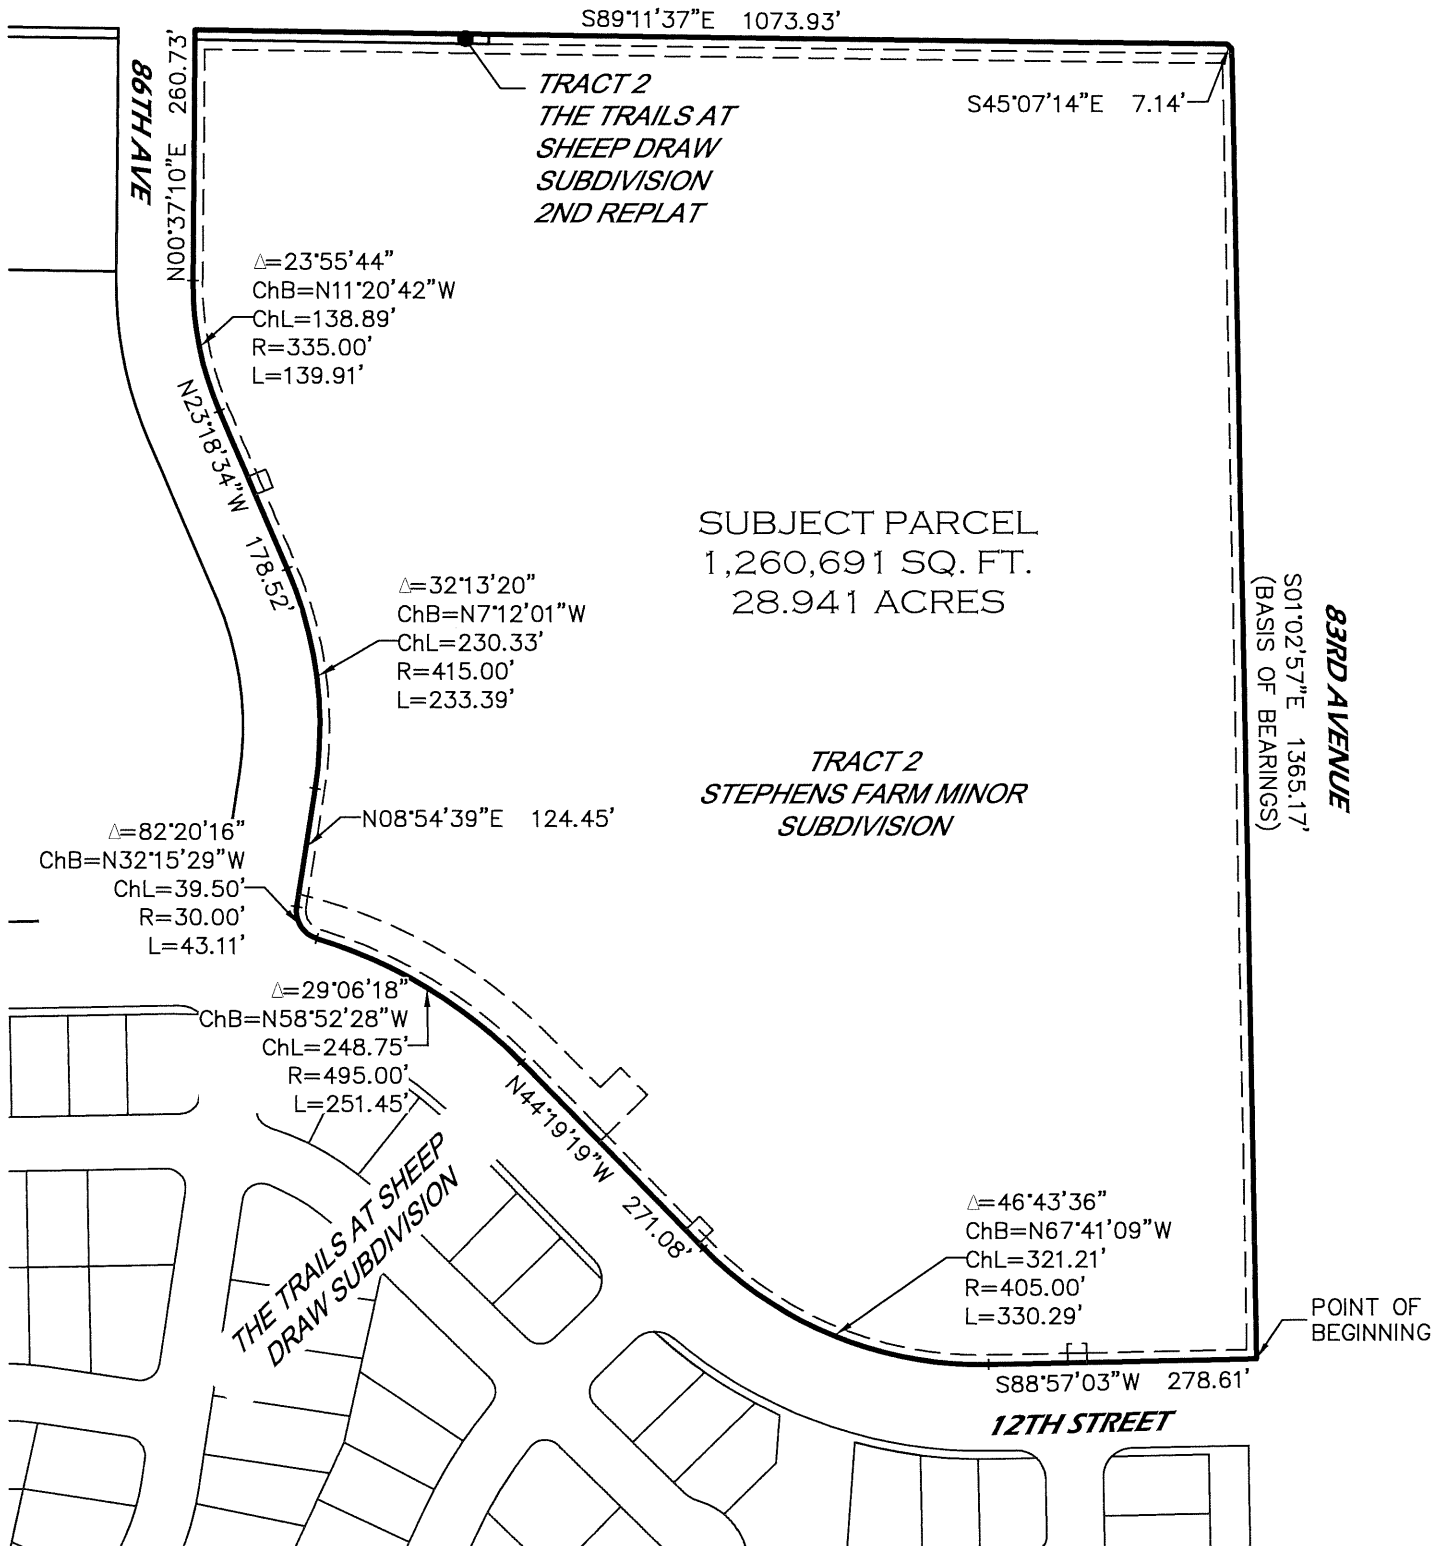 S89°11'37"E 1073.93'
86TH AVE
N00°37'10"E 260.73'
TRACT 2
THE TRAILS AT
SHEEP DRAW
SUBDIVISION
2ND REPLAT
S45°07'14"E 7.14'
Δ=23°55'44"
ChB=N11°20'42"W
ChL=138.89'
R=335.00'
L=139.91'
N23°18'34"W 178.52'
SUBJECT PARCEL
1,260,691 SQ. FT.
28.941 ACRES
Δ=32°13'20"
ChB=N7°12'01"W
ChL=230.33'
R=415.00'
L=233.39'
83RD AVENUE
S01°02'57"E 1365.17'
(BASIS OF BEARINGS)
TRACT 2
STEPHENS FARM MINOR
SUBDIVISION
N08°54'39"E 124.45'
Δ=82°20'16"
ChB=N32°15'29"W
ChL=39.50'
R=30.00'
L=43.11'
Δ=29°06'18"
ChB=N58°52'28"W
ChL=248.75'
R=495.00'
L=251.45'
N44°19'19"W 271.08'
THE TRAILS AT SHEEP
DRAW SUBDIVISION
Δ=46°43'36"
ChB=N67°41'09"W
ChL=321.21'
R=405.00'
L=330.29'
POINT OF
BEGINNING
S88°57'03"W 278.61'
12TH STREET